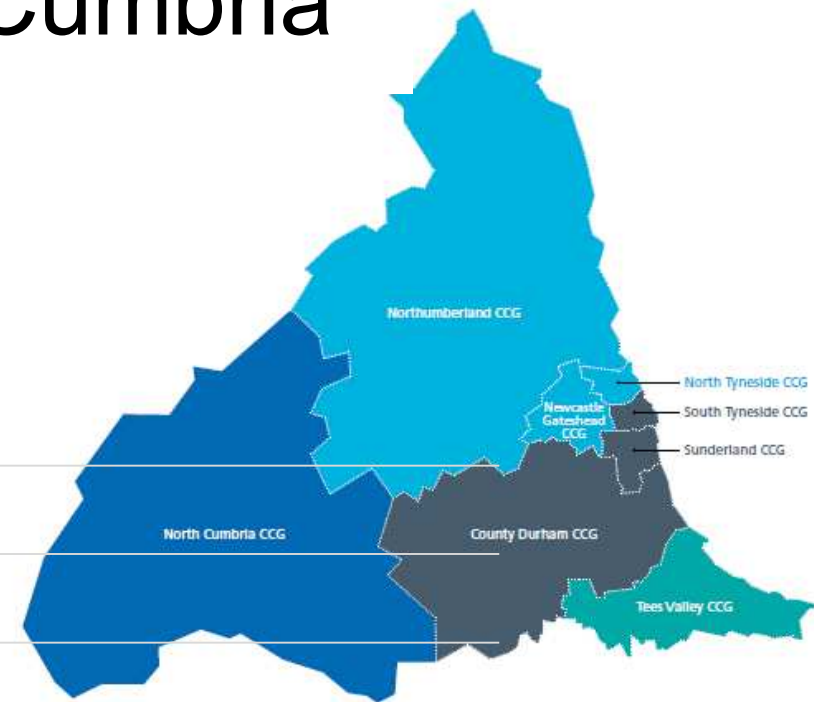 Cumbria
Northumberland CCG
North Tyneside CCG
Newcastle
Gateshead
CCG
South Tyneside CCG
Sunderland CCG
North Cumbria CCG
County Durham CCG
Tees Valley CCG